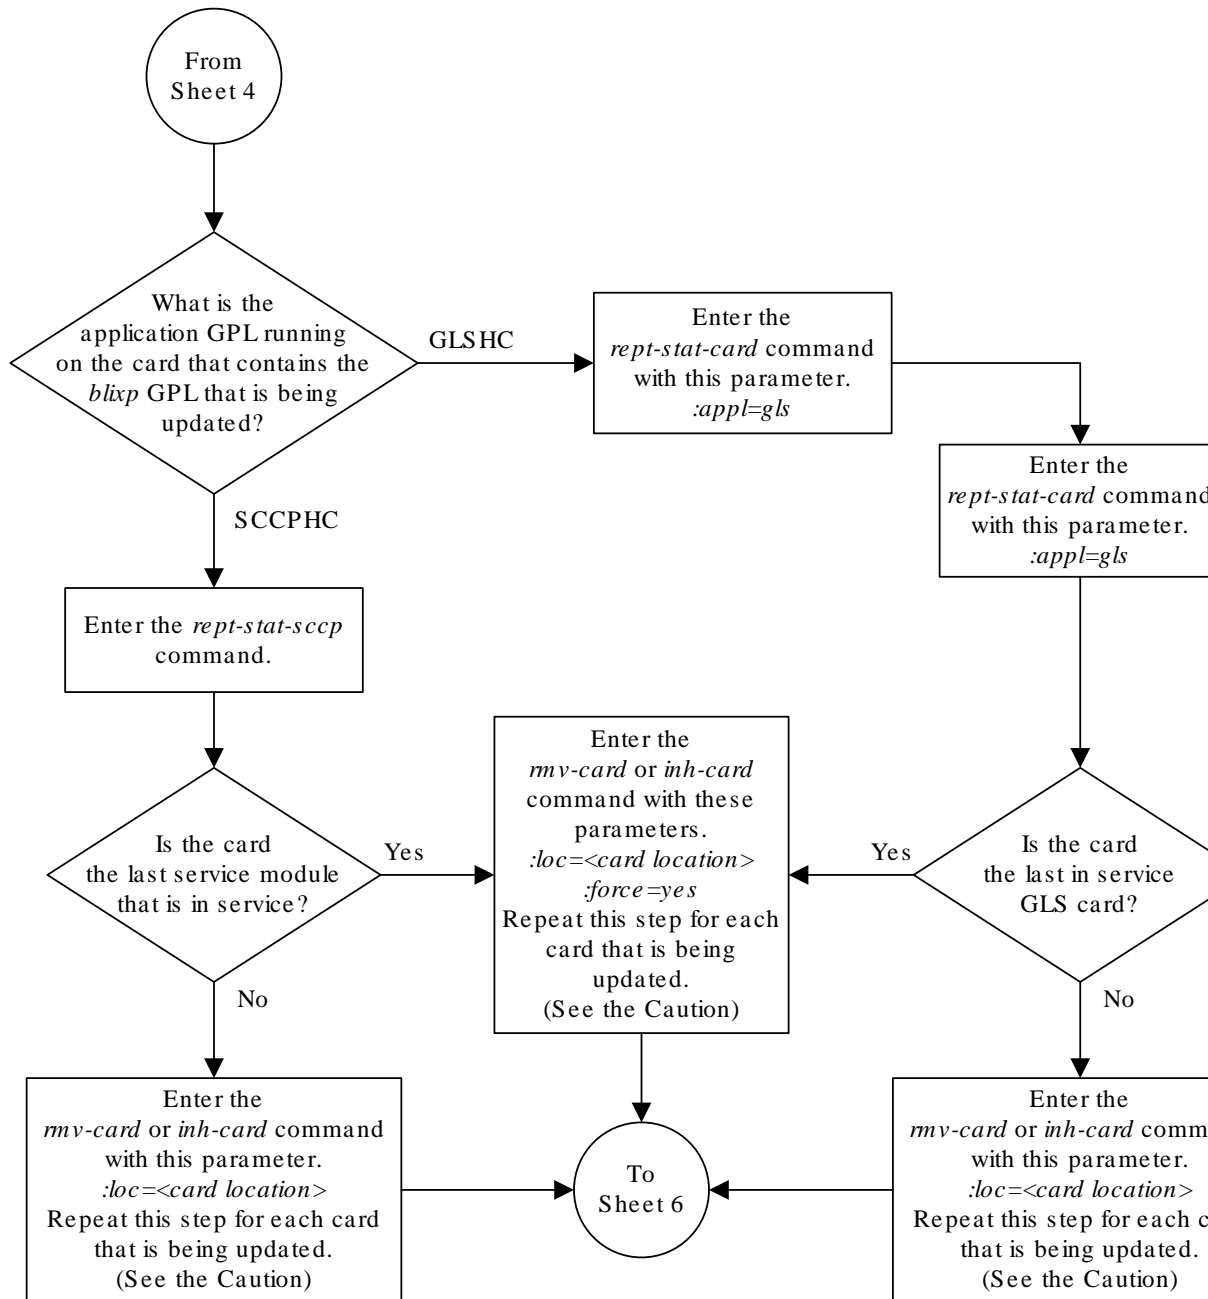 From
Sheet 4
What is the
application GPL running
on the card that contains the
blixp GPL that is being
updated?
GLSHC
Enter the
rept-stat-card command
with this parameter.
:appl=gls
Enter the
rept-stat-card command
with this parameter.
:appl=gls
SCCPHC
Enter the rept-stat-sccp
command.
Is the card
the last service module
that is in service?
Yes
Enter the
rmv-card or inh-card
command with these
parameters.
:loc=<card location>
:force=yes
Repeat this step for each
card that is being
updated.
(See the Caution)
Yes
Is the card
the last in service
GLS card?
No
No
Enter the
rmv-card or inh-card command
with this parameter.
:loc=<card location>
Repeat this step for each card
that is being updated.
(See the Caution)
To
Sheet 6
Enter the
rmv-card or inh-card comm
with this parameter.
:loc=<card location>
Repeat this step for each c
that is being updated.
(See the Caution)